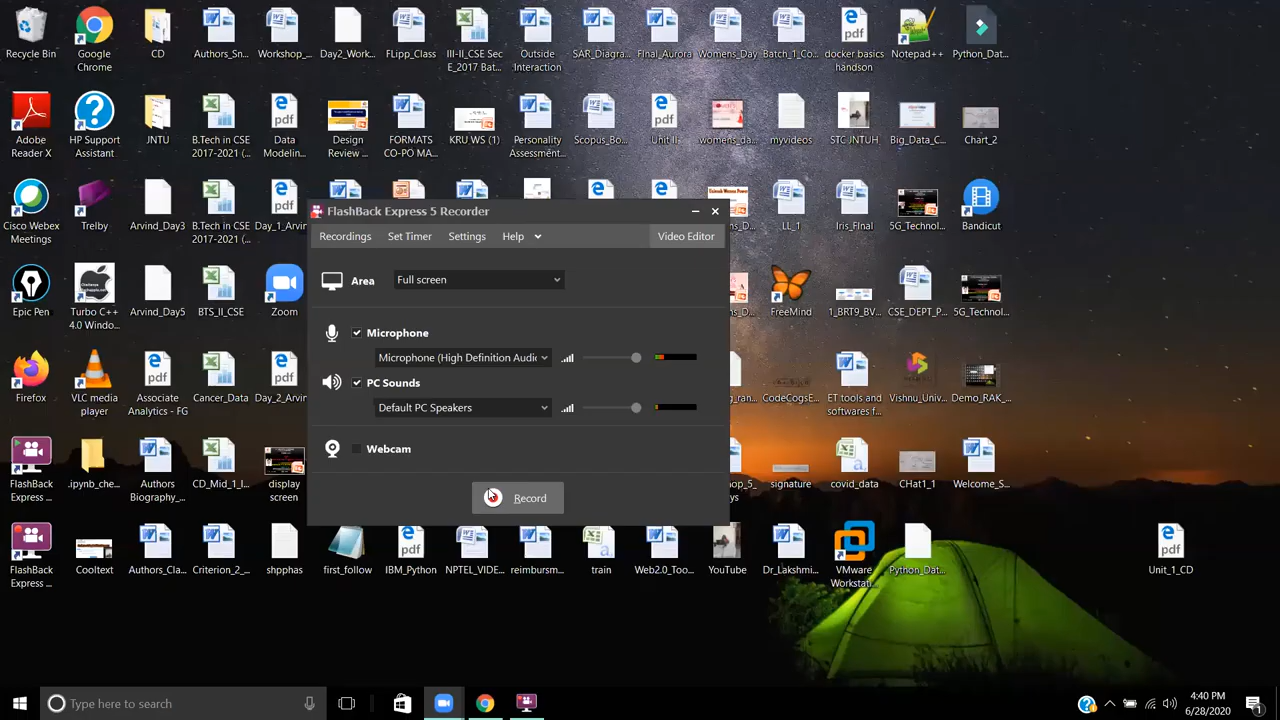 Recycle Bin
Google
Chrome
CD
Authors_Sn...
Workshop_...
Day2_Work...
FLipp_Class
III-II_CSE Sec
E_2017 Bat...
Outside
Interaction
SAR_Diagra...
FInal_Aurora
Womens_Day
Batch_1_Co...
docker basics
handson
Notepad++
Python_Dat...
Adobe
Reader X
HP Support
Assistant
JNTU
B.Tech in CSE
2017-2021 (...
Data
Modelin...
Design
Review ...
FORMATS
CO-PO MA...
KRU WS (1)
Personality
Assessment...
Scopus_Bo...
Unit II
womens_da...
myvideos
STC JNTUH
Big_Data_C...
Chart_2
Cisco Webex
Meetings
Trelby
Arvind_Day3
B.Tech in CSE
2017-2021 (...
Day_1_Arvin
LL_1
Iris_FInal
5G_Technol...
Bandicut
FlashBack Express 5 Recorder
Recordings
Set Timer
Settings
Help
Video Editor
Area
Full screen
Microphone
Microphone (High Definition Audic
PC Sounds
Default PC Speakers
Webcam
Record
Epic Pen
Turbo C++
4.0 Windo...
Arvind_Day5
BTS_II_CSE
Zoom
FreeMind
1_BRT9_BV...
CSE_DEPT_P...
5G_Technol...
Firefox
VLC media
player
Associate
Analytics - FG
Cancer_Data
Day_2_Arvin
CodeCogsE...
ET tools and
softwares f...
Vishnu_Univ...
Demo_RAK_...
FlashBack
Express ...
.ipynb_che...
Authors
Biography_...
CD_Mid_1_I...
display
screen
signature
covid_data
CHat1_1
Welcome_S...
FlashBack
Express ...
Cooltext
Authors_Cla...
Criterion_2_...
shpphas
first_follow
IBM_Python
NPTEL_VIDE...
reimbursm...
train
Web2.0_Too...
YouTube
Dr_Lakshmi...
VMware
Workstati...
Python_Dat...
Unit_1_CD
Type here to search
4:40 PM
6/28/2020